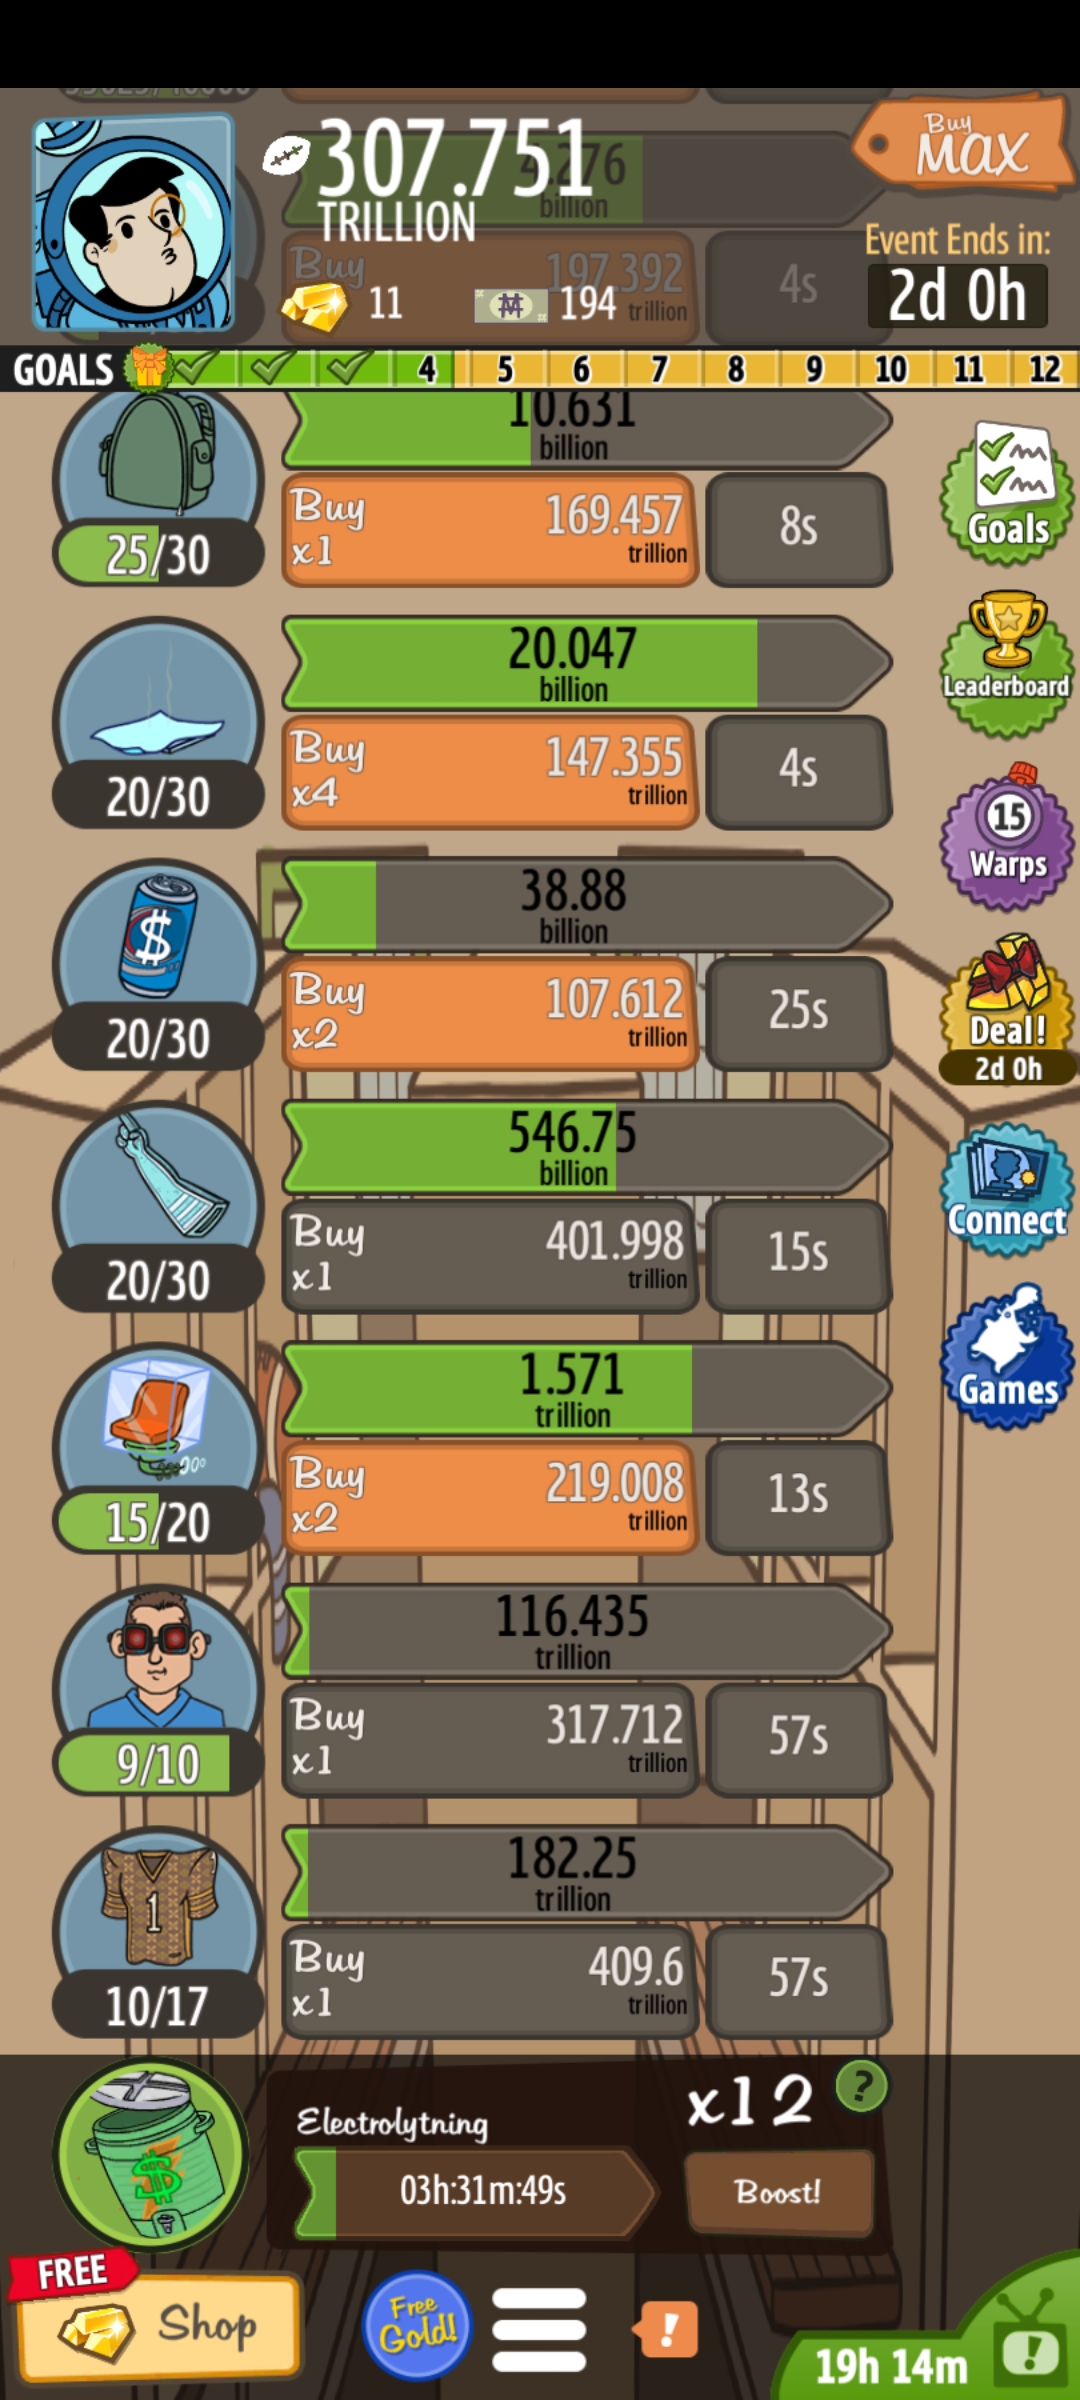 307.751
TRILLION
4.276
billion
Buy
MAX
Event Ends in:
2d 0h
Buy
197.392
trillion
4s
11
194
GOALS 4 5 6 7 8 9 10 11 12
10.631
billion
25/30
Buy
x1
169.457
trillion
8s
Goals
20.047
billion
20/30
Buy
x4
147.355
trillion
4s
Leaderboard
15
Warps
38.88
billion
$
20/30
Buy
x2
107.612
trillion
25s
Deal!
2d 0h
546.75
billion
20/30
Buy
x1
401.998
trillion
15s
Connect
1.571
trillion
15/20
Buy
x2
219.008
trillion
13s
Games
116.435
trillion
9/10
Buy
x1
317.712
trillion
57s
182.25
trillion
1
10/17
Buy
x1
409.6
trillion
57s
$
Electrolytning
03h:31m:49s
x12
?
Boost!
FREE
Shop
Free
Gold!
!
19h 14m
!